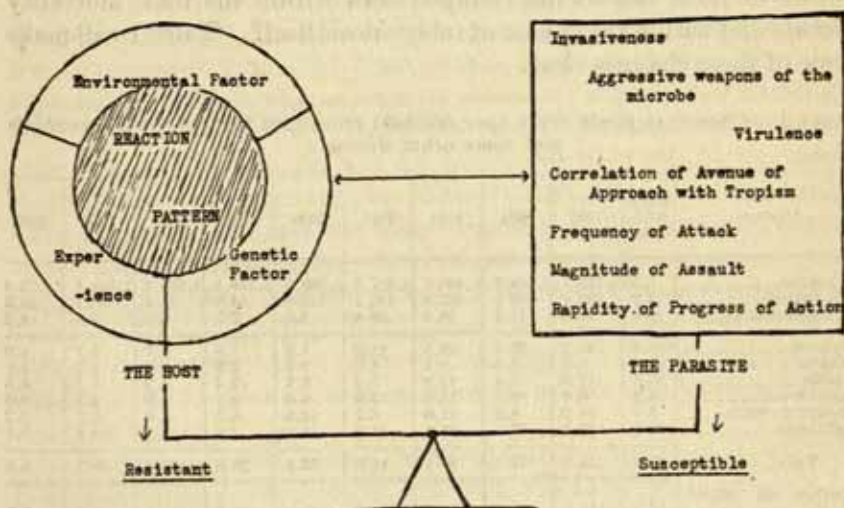 Environmental Factor
REACTION
PATTERN
Exper
-ience
Genetic
Factor
THE HOST
Resistant
Invasiveness
Aggressive weapons of the
microbe
Virulence
Correlation of Avenue of
Approach with Tropism
Frequency of Attack
Magnitude of Assault
Rapidity.of Progress of Action
THE PARASITE
Susceptible